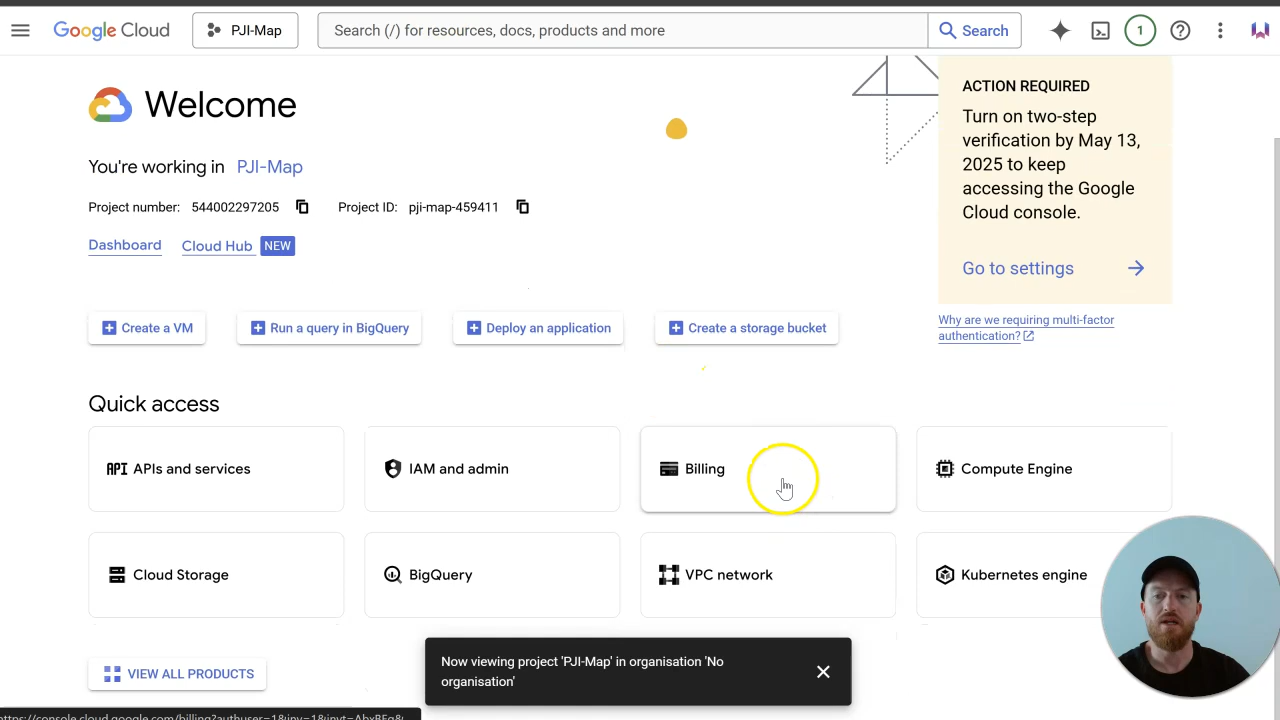 Google Cloud
PJI-Map
Search (/) for resources, docs, products and more
Search
1
Welcome
You're working in PJI-Map
Project number: 544002297205
Project ID: pji-map-459411
Dashboard
Cloud Hub NEW
ACTION REQUIRED
Turn on two-step
verification by May 13,
2025 to keep
accessing the Google
Cloud console.
Go to settings
Why are we requiring multi-factor
authentication?
Create a VM
Run a query in BigQuery
Deploy an application
Create a storage bucket
Quick access
API APIs and services
IAM and admin
Billing
Compute Engine
Cloud Storage
BigQuery
VPC network
Kubernetes engine
VIEW ALL PRODUCTS
Now viewing project 'PJI-Map' in organisation 'No
organisation'